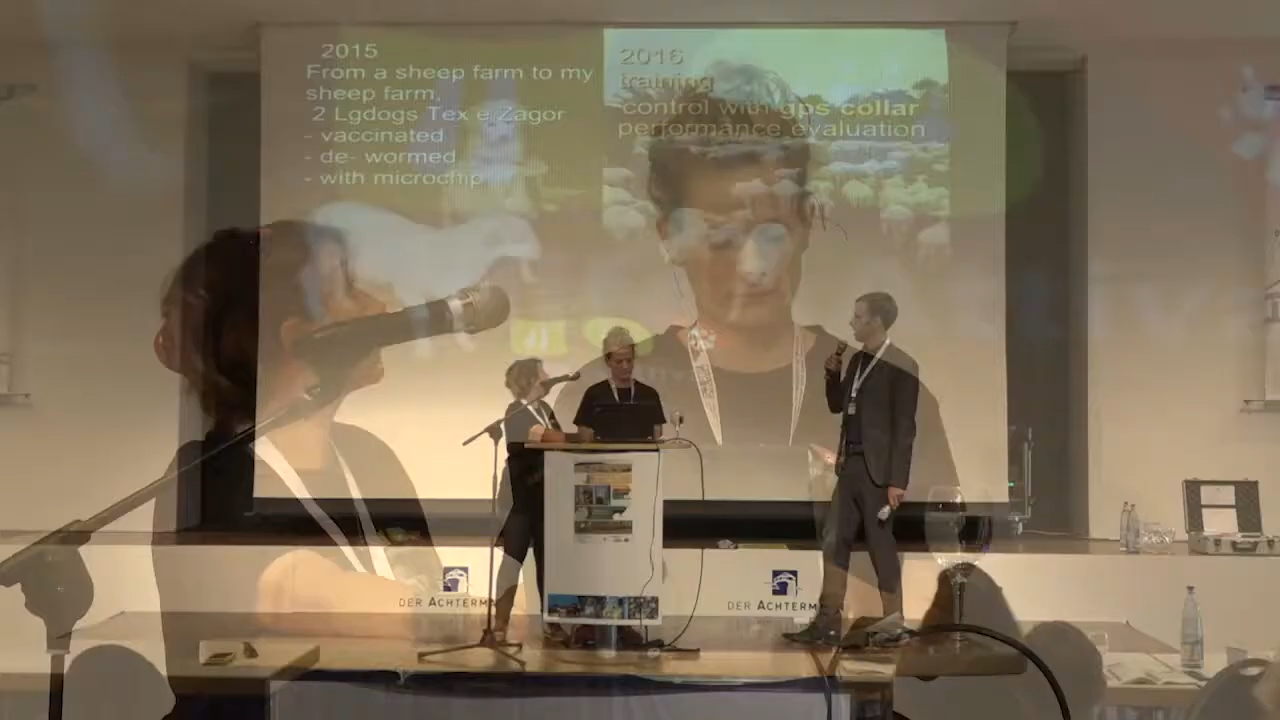 2015
From a sheep farm to my
sheep farm,
2 Lgdogs Tex e Zagor
- vaccinated
- de- wormed
- with microchip
2016
training
control with gps collar
performance evaluation
DER ACHTERM
DER ACHTERM